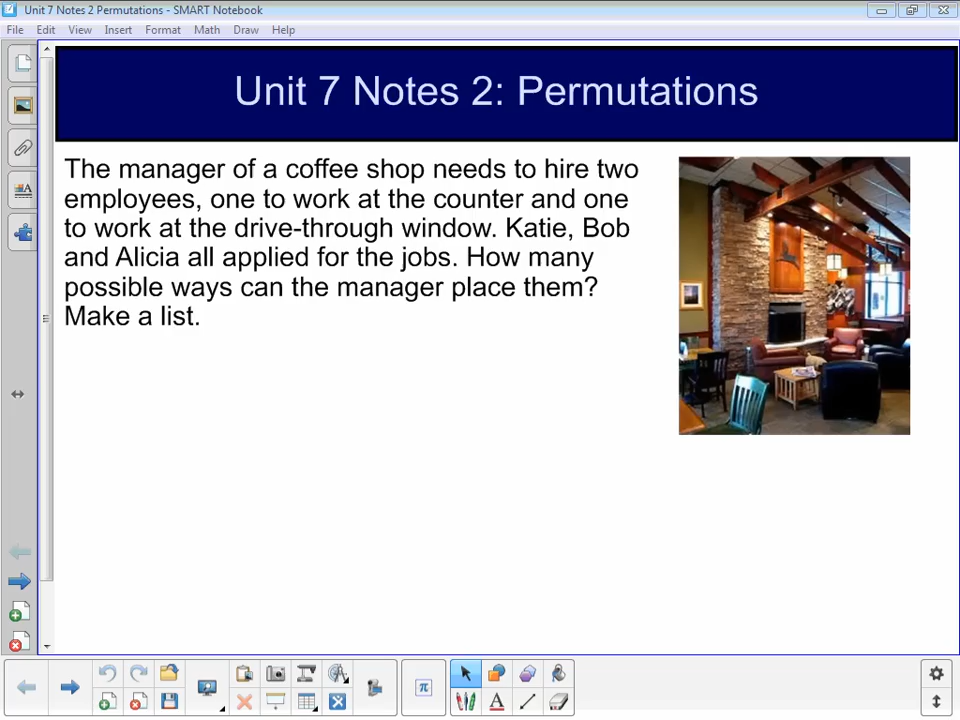 Unit 7 Notes 2 Permutations - SMART Notebook
File Edit View Insert Format Math Draw Help
Unit 7 Notes 2: Permutations
The manager of a coffee shop needs to hire two
employees, one to work at the counter and one
to work at the drive-through window. Katie, Bob
and Alicia all applied for the jobs. How many
possible ways can the manager place them?
Make a list.
π